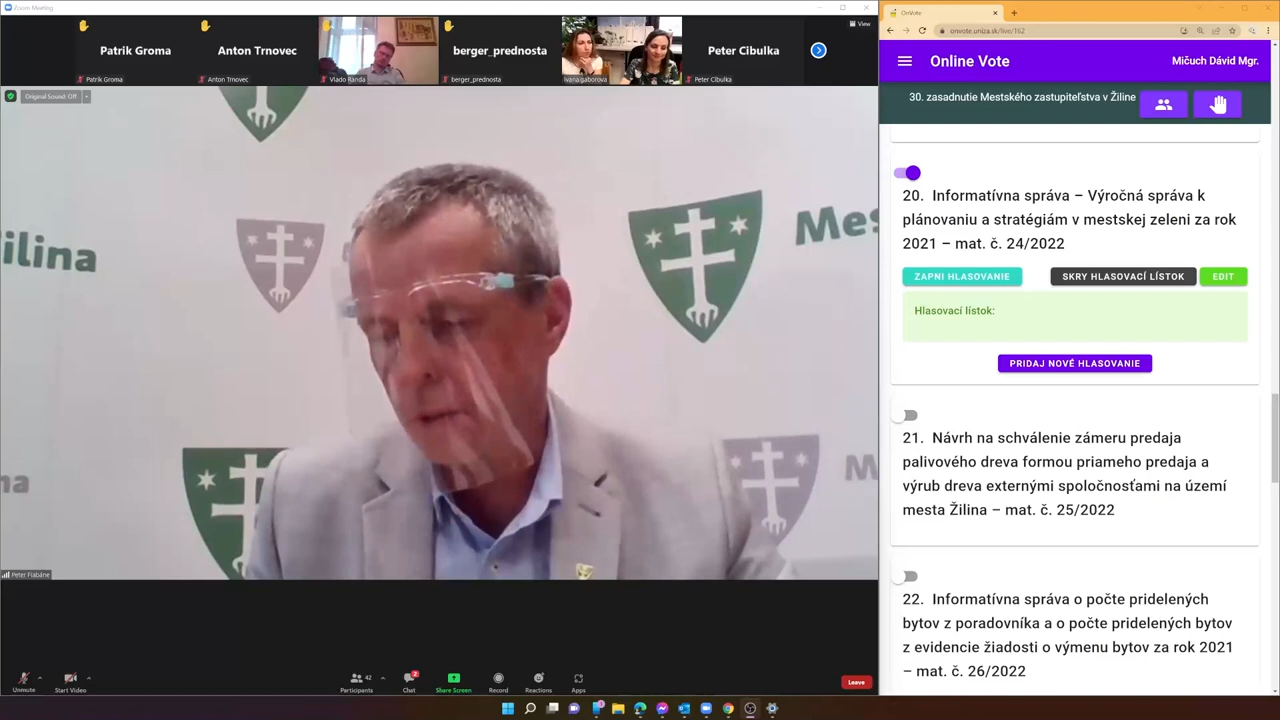 Zoom Meeting
View
Patrik Groma
Anton Trnovec
berger_prednosta
Peter Cibulka
Patrik Groma
Anton Trnovec
Vlado Randa
berger_prednosta
ivana gaborova
Peter Cibulka
Original Sound: Off
ilina
Mes
na
M
Peter Fiabáne
Unmute
Start Video
Participants
42
Chat
2
Share Screen
Record
Reactions
Apps
Leave
OnVote
onvote.uniza.sk/live/162
Online Vote
Mičuch Dávid Mgr.
30. zasadnutie Mestského zastupiteľstva v Žiline
20. Informatívna správa – Výročná správa k
plánovaniu a stratégiám v mestskej zeleni za rok
2021 – mat. č. 24/2022
ZAPNI HLASOVANIE
SKRY HLASOVACÍ LÍSTOK
EDIT
Hlasovací lístok:
PRIDAJ NOVÉ HLASOVANIE
21. Návrh na schválenie zámeru predaja
palivového dreva formou priameho predaja a
výrub dreva externými spoločnosťami na území
mesta Žilina – mat. č. 25/2022
22. Informatívna správa o počte pridelených
bytov z poradovníka a o počte pridelených bytov
z evidencie žiadosti o výmenu bytov za rok 2021
– mat. č. 26/2022